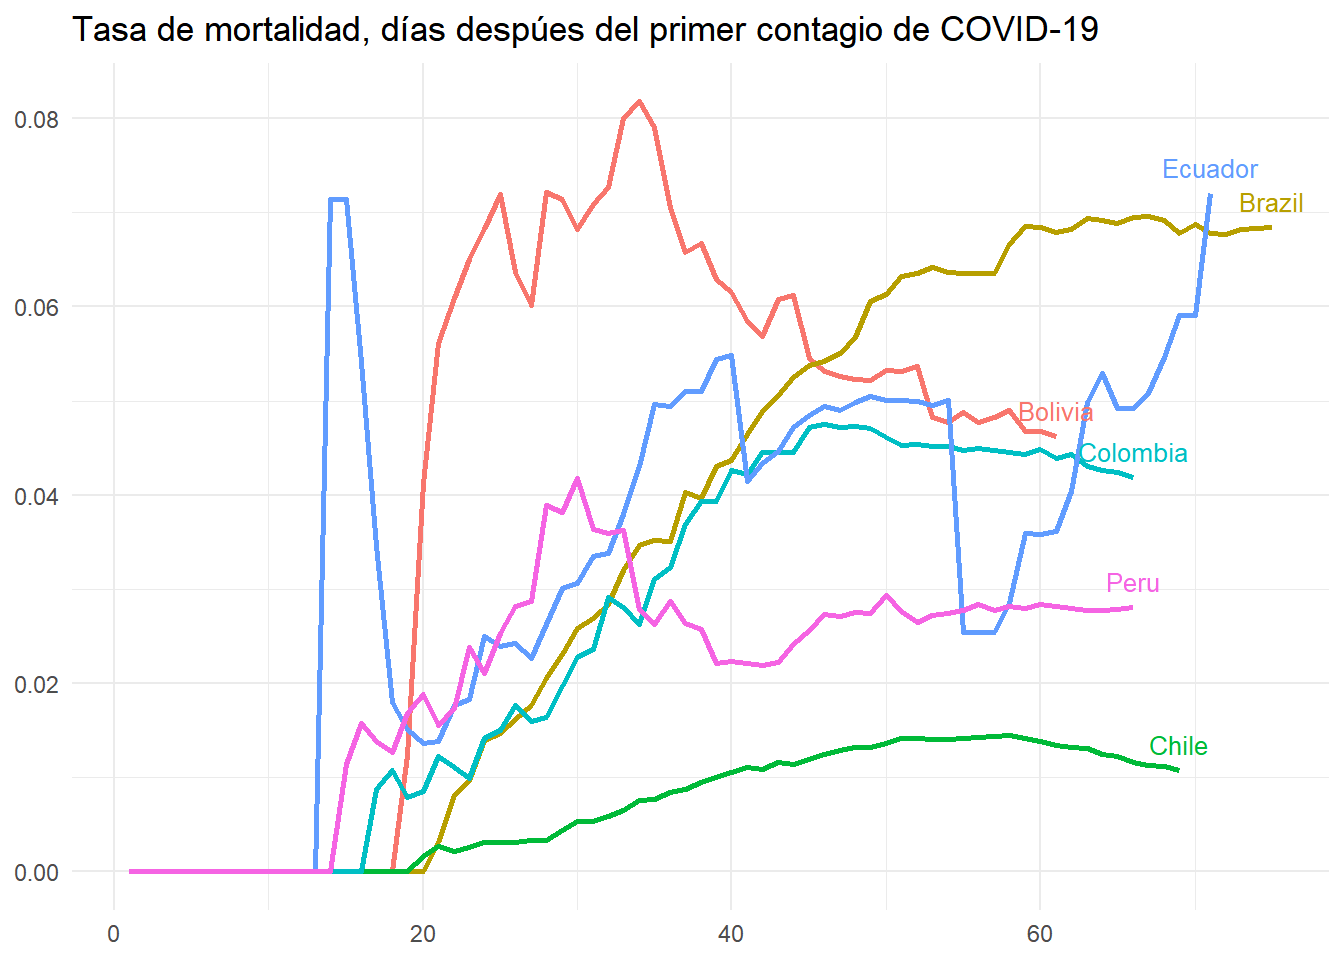 Tasa de mortalidad, días despúes del primer contagio de COVID-19
0.08
Ecuador
Brazil
0.06
Bolivia
Colombia
0.04
Peru
0.02
Chile
0.00
0 20 40 60